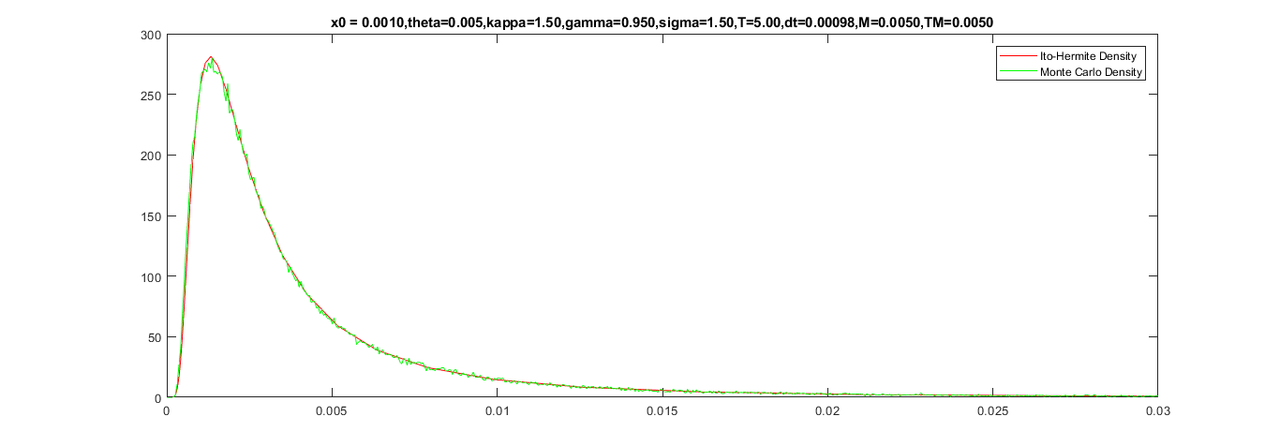 x0 = 0.0010,theta=0.005,kappa=1.50,gamma=0.950,sigma=1.50,T=5.00,dt=0.00098,M=0.0050,TM=0.0050
Ito-Hermite Density
Monte Carlo Density
300
250
200
150
100
50
0
0 0.005 0.01 0.015 0.02 0.025 0.03